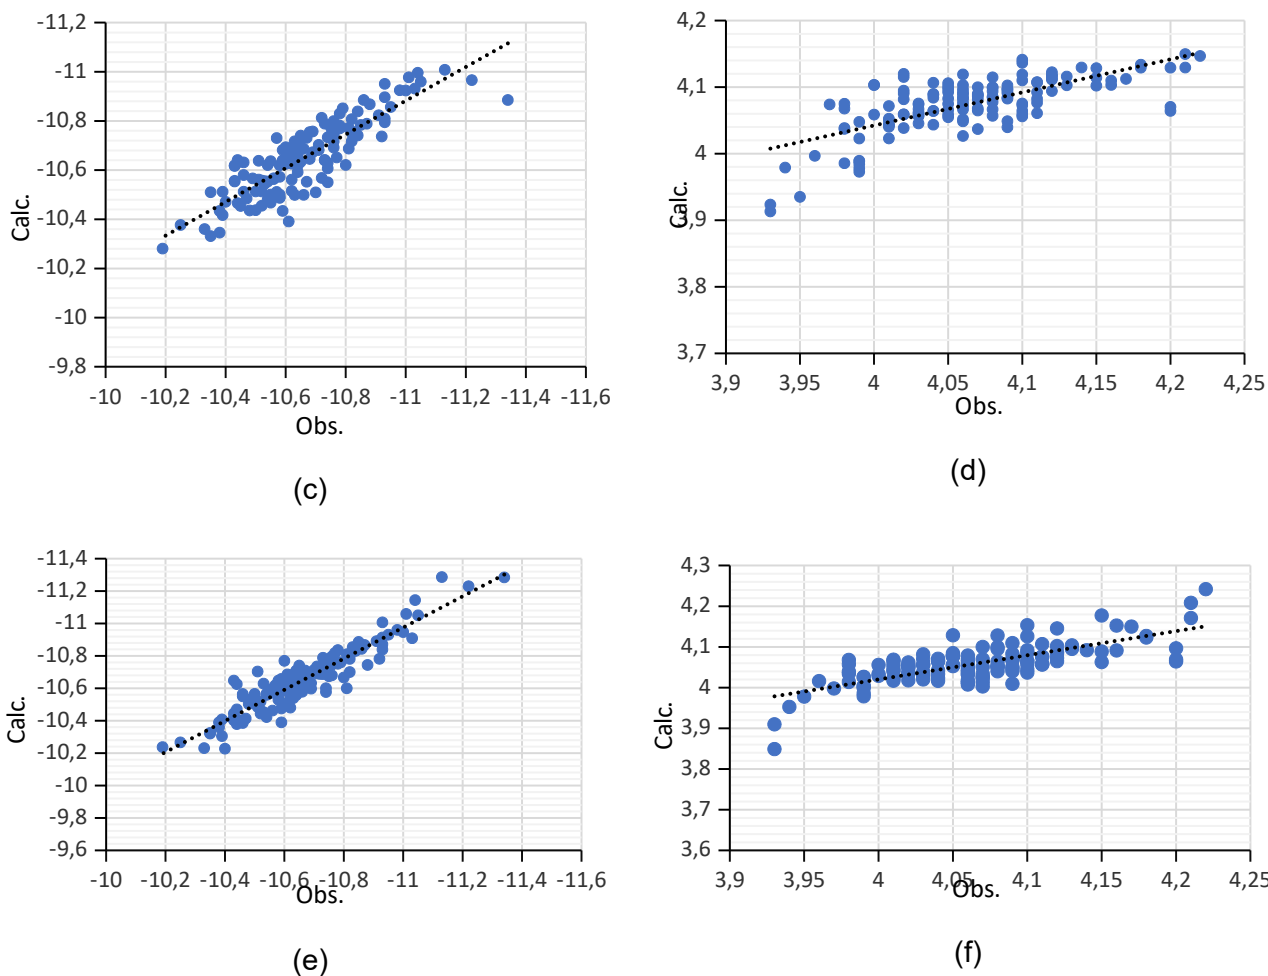 -11,2
-11
-10,8
-10,6
-10,4
-10,2
-10
-9,8
Calc.
-10 -10,2 -10,4 -10,6 -10,8 -11 -11,2 -11,4 -11,6
Obs.
(c)
4,2
4,1
4
3,9
3,8
3,7
Calc.
3,9 3,95 4 4,05 4,1 4,15 4,2 4,25
Obs.
(d)
-11,4
-11,2
-11
-10,8
-10,6
-10,4
-10,2
-10
-9,8
-9,6
Calc.
-10 -10,2 -10,4 -10,6 -10,8 -11 -11,2 -11,4 -11,6
Obs.
(e)
4,3
4,2
4,1
4
3,9
3,8
3,7
3,6
Calc.
3,9 3,95 4 4,05 4,1 4,15 4,2 4,25
Obs.
(f)